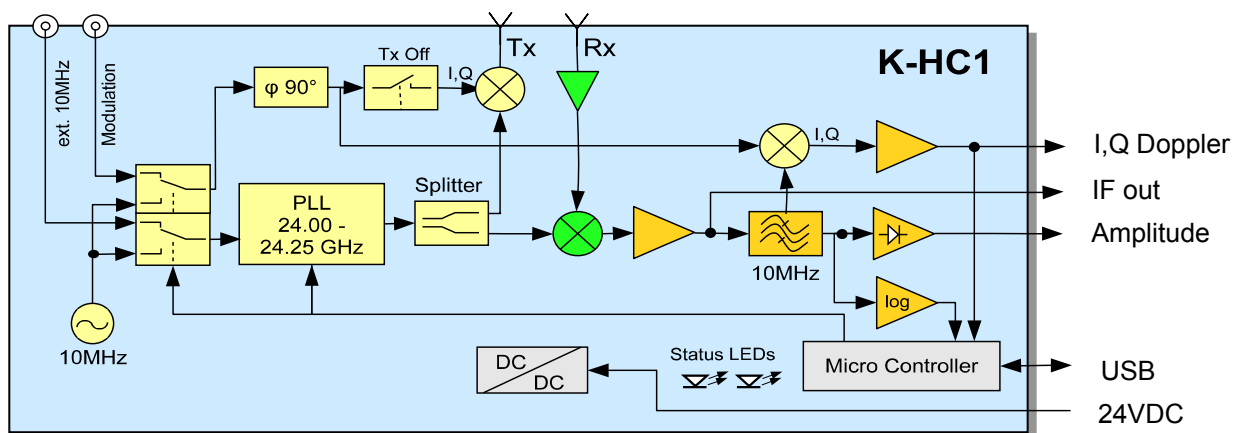 K-HC1
Tx
Rx
Tx Off
ext. 10MHz
Modulation
φ 90°
I,Q
I,Q
I,Q Doppler
IF out
Amplitude
Splitter
PLL
24.00 -
24.25 GHz
10MHz
log
10MHz
DC
DC
Status LEDs
Micro Controller
USB
24VDC